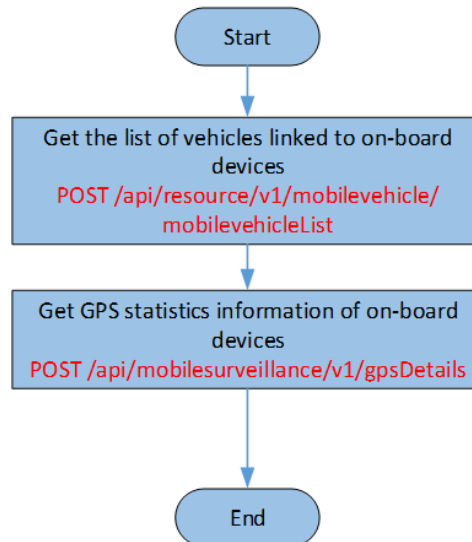 Start
Get the list of vehicles linked to on-board
devices
POST /api/resource/v1/mobilevehicle/
mobilevehicleList
Get GPS statistics information of on-board
devices
POST /api/mobilesurveillance/v1/gpsDetails
End